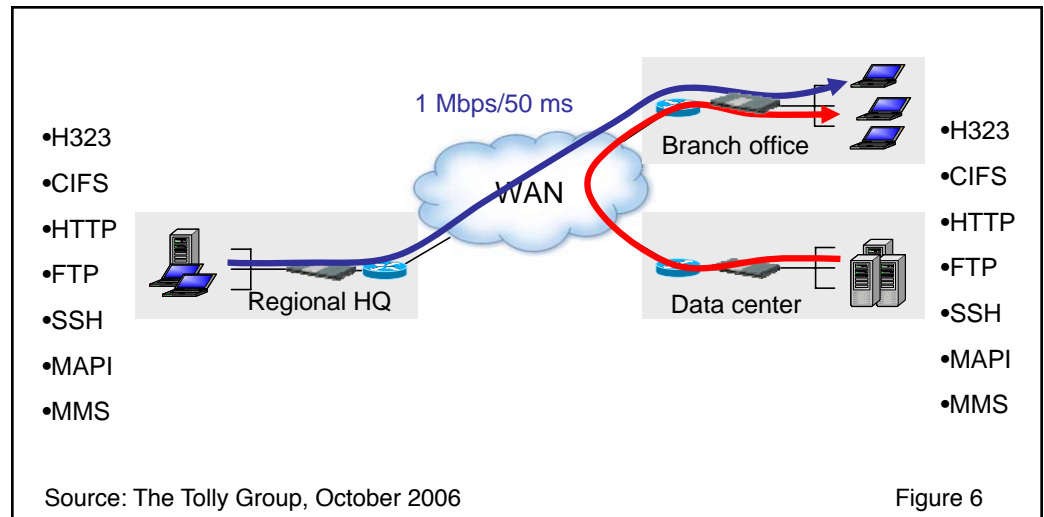 1 Mbps/50 ms
•H323
•CIFS
•HTTP
•FTP
•SSH
•MAPI
•MMS
WAN
Regional HQ
Branch office
Data center
•H323
•CIFS
•HTTP
•FTP
•SSH
•MAPI
•MMS
Source: The Tolly Group, October 2006
Figure 6